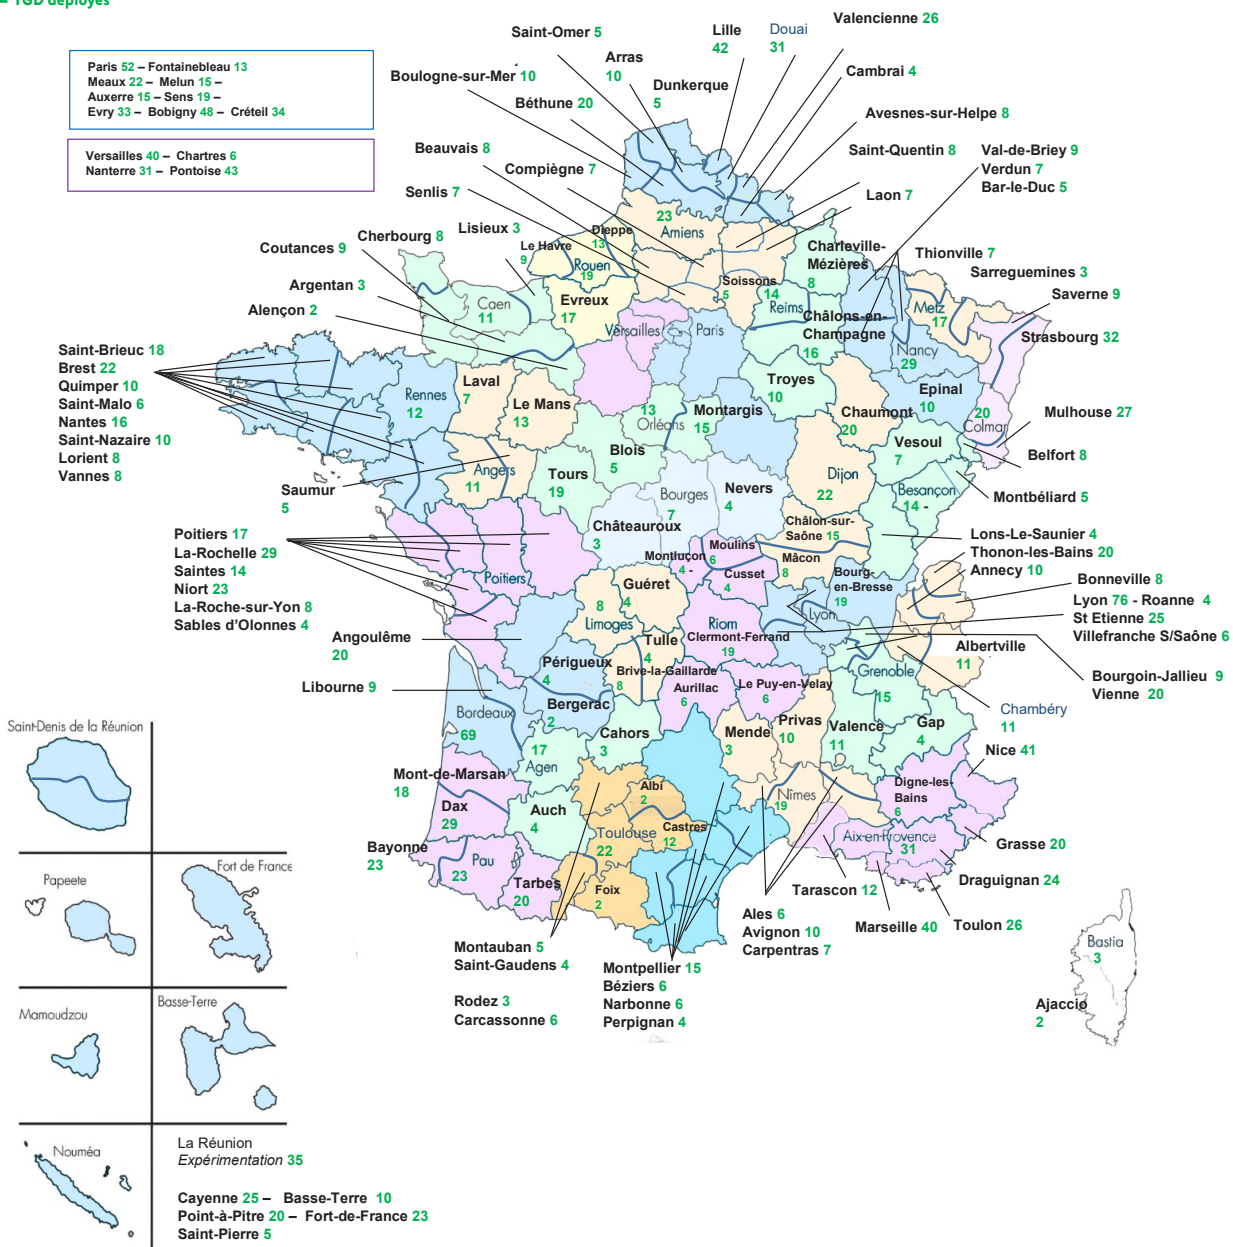 – TGD déployés
Paris 52 – Fontainebleau 13
Meaux 22 – Melun 15 –
Auxerre 15 – Sens 19 –
Evry 33 – Bobigny 48 – Créteil 34
Versailles 40 – Chartres 6
Nanterre 31 – Pontoise 43
Saint-Omer 5
Lille
42
Douai
31
Valencienne 26
Arras
10
Boulogne-sur-Mer 10
Dunkerque
5
Cambrai 4
Béthune 20
Avesnes-sur-Helpe 8
Beauvais 8
Compiègne 7
Saint-Quentin 8
Val-de-Briey 9
Verdun 7
Bar-le-Duc 5
Senlis 7
Laon 7
23
Amiens
Lisieux 3
Cherbourg 8
Coutances 9
Le Havre
9
Dieppe
13
Rouen
19
Charleville-
Mézières
8
Thionville 7
Sarreguemines 3
Saverne 9
Argentan 3
Alençon 2
Caen
11
Evreux
17
Soissons
5
14
Reims
Châlons-en-
Champagne
16
Metz
17
Strasbourg 32
Versailles
Paris
Nancy
29
Saint-Brieuc 18
Brest 22
Quimper 10
Saint-Malo 6
Nantes 16
Saint-Nazaire 10
Lorient 8
Vannes 8
Rennes
12
Laval
7
Le Mans
13
13
Orléans
Montargis
15
Troyes
10
Chaumont
20
Epinal
10
20
Colmar
Mulhouse 27
Belfort 8
Vesoul
7
Montbéliard 5
Besançon
14 -
Saumur
5
Angers
11
Tours
19
Blois
5
Bourges
7
Nevers
4
Dijon
22
Châteauroux
3
Châlon-sur-
Saône 15
Lons-Le-Saunier 4
Thonon-les-Bains 20
Annecy 10
Bonneville 8
Poitiers 17
La-Rochelle 29
Saintes 14
Niort 23
La-Roche-sur-Yon 8
Sables d’Olonnes 4
Poitiers
Montluçon
4 -
Moulins
6
Cusset
4
Mâcon
8
Bourg-
en-Bresse
19
Lyon
Lyon 76 - Roanne 4
St Etienne 25
Villefranche S/Saône 6
Guéret
4
8
Limoges
Riom
Clermont-Ferrand
19
Angoulême
20
Tulle
4
Albertville
11
Bourgoin-Jallieu 9
Vienne 20
Libourne 9
Périgueux
4
Brive-la-Gaillarde
8
Aurillac
6
Le Puy-en-Velay
6
Grenoble
15
Chambéry
11
Bergerac
2
Bordeaux
69
Cahors
3
Mende
3
Privas
10
Valence
11
Gap
4
Nice 41
17
Agen
Mont-de-Marsan
18
Dax
29
Auch
4
Albi
2
Castres
12
Toulouse
22
Nîmes
19
Digne-les-
Bains
6
Aix-en-Provence
31
Grasse 20
Draguignan 24
Bayonne
23
Pau
23
Tarbes
20
Foix
2
Tarascon 12
Marseille 40
Toulon 26
Ales 6
Avignon 10
Carpentras 7
Montauban 5
Saint-Gaudens 4
Rodez 3
Carcassonne 6
Montpellier 15
Béziers 6
Narbonne 6
Perpignan 4
Bastia
3
Ajaccio
2
Saint-Denis de la Réunion
Papeete
Fort de France
Mamoudzou
Basse-Terre
Nouméa
La Réunion
Expérimentation 35
Cayenne 25 – Basse-Terre 10
Point-à-Pitre 20 – Fort-de-France 23
Saint-Pierre 5